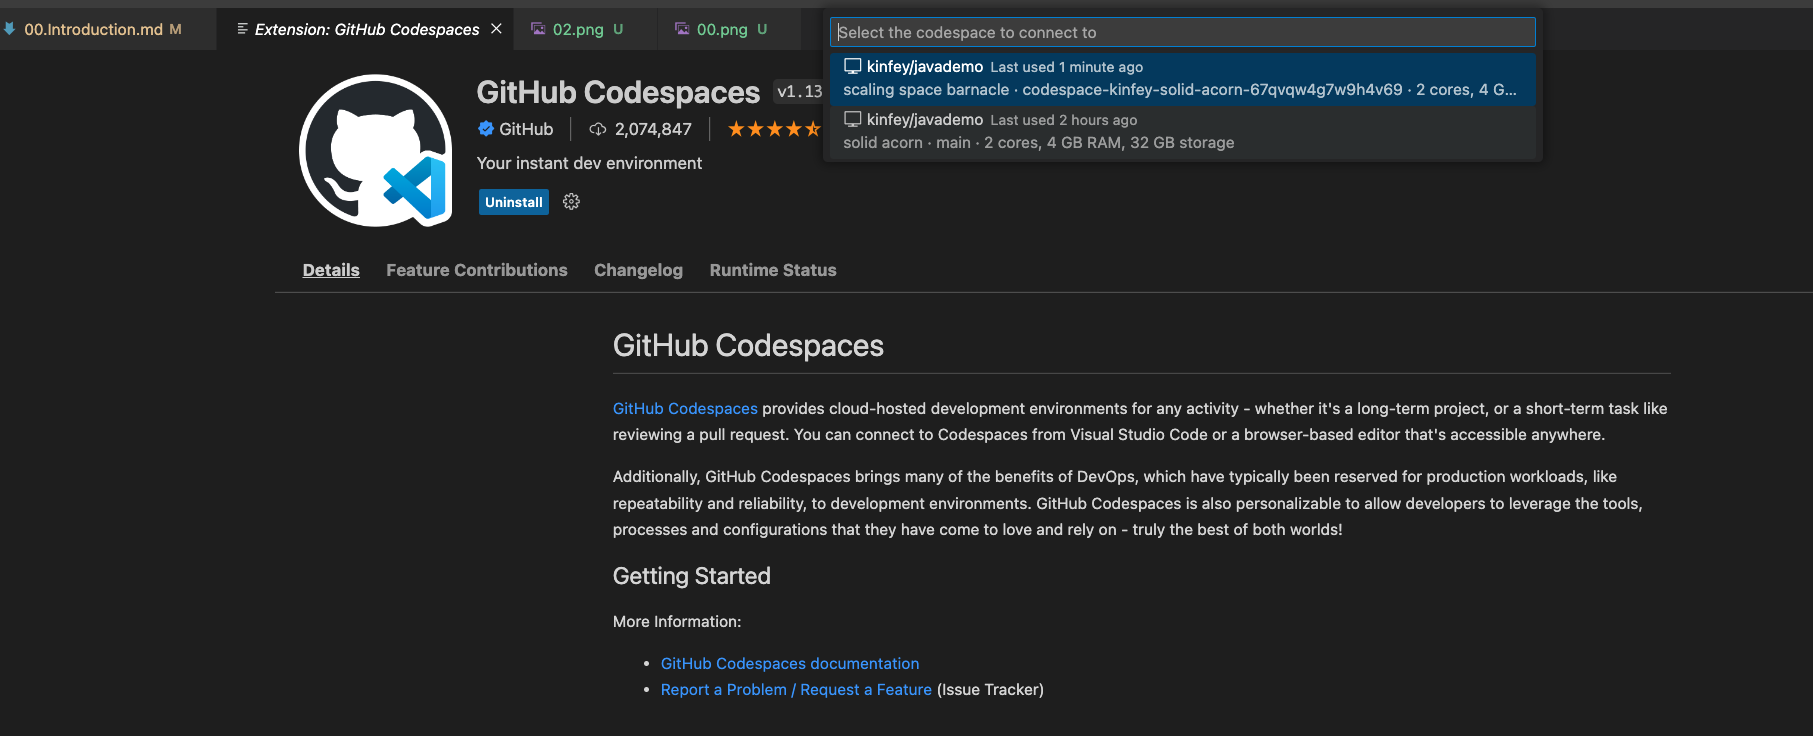 00.Introduction.md M
Extension: GitHub Codespaces
02.png U
00.png U
Select the codespace to connect to
kinfey/javademo Last used 1 minute ago
scaling space barnacle · codespace-kinfey-solid-acorn-67qvqw4g7w9h4v69 · 2 cores, 4 G...
kinfey/javademo Last used 2 hours ago
solid acorn · main · 2 cores, 4 GB RAM, 32 GB storage
GitHub Codespaces v1.13
GitHub 2,074,847
Your instant dev environment
Uninstall
Details Feature Contributions Changelog Runtime Status
GitHub Codespaces
GitHub Codespaces provides cloud-hosted development environments for any activity - whether it's a long-term project, or a short-term task like
reviewing a pull request. You can connect to Codespaces from Visual Studio Code or a browser-based editor that's accessible anywhere.
Additionally, GitHub Codespaces brings many of the benefits of DevOps, which have typically been reserved for production workloads, like
repeatability and reliability, to development environments. GitHub Codespaces is also personalizable to allow developers to leverage the tools,
processes and configurations that they have come to love and rely on - truly the best of both worlds!
Getting Started
More Information:
• GitHub Codespaces documentation
• Report a Problem / Request a Feature (Issue Tracker)